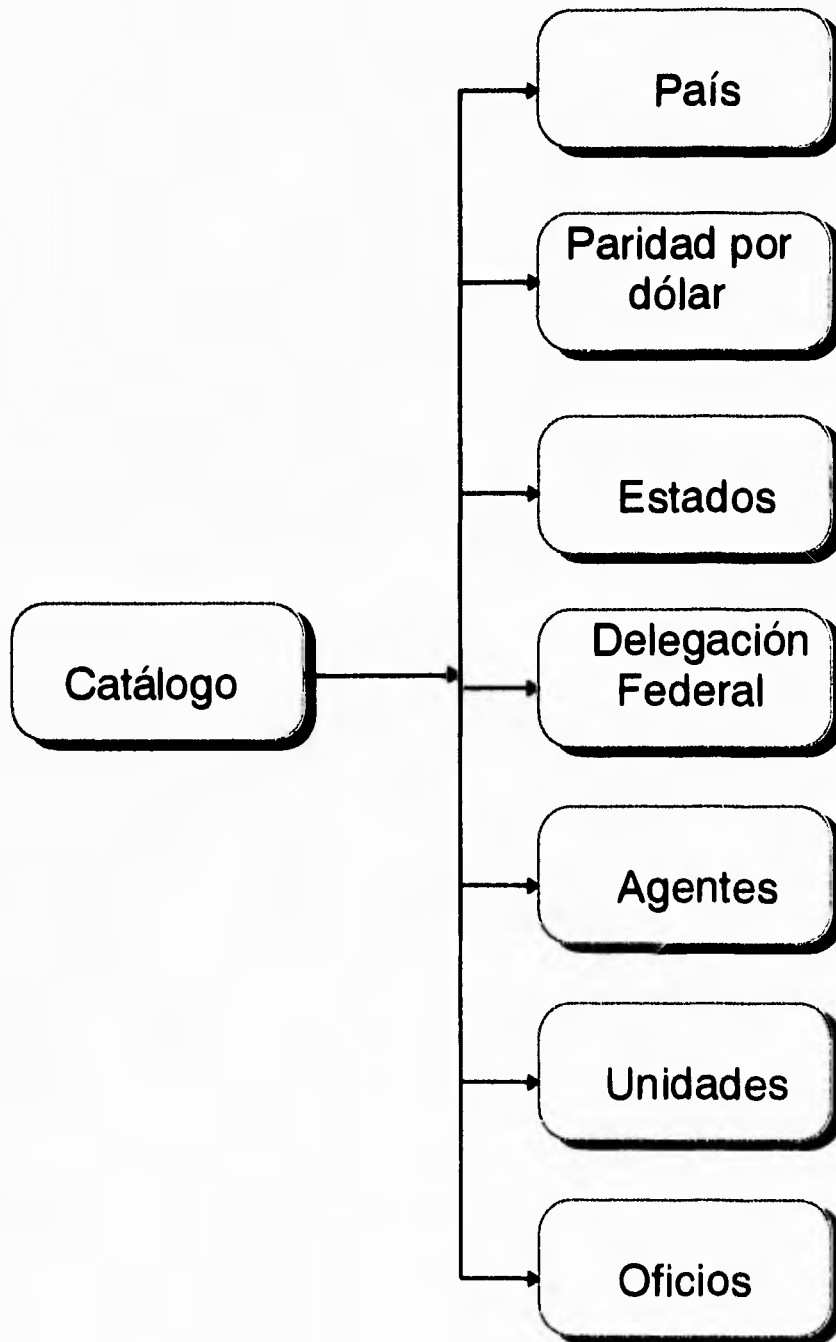 País
Paridad por
dólar
Estados
Catálogo
Delegación
Federal
Agentes
Unidades
Oficios